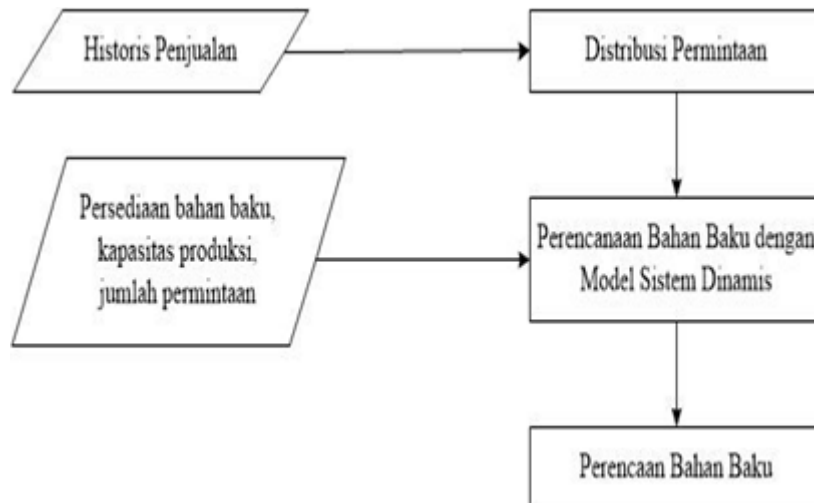 Historis Penjualan
Distribusi Permintaan
Persediaan bahan baku,
kapasitas produksi,
jumlah permintaan
Perencanaan Bahan Baku dengan
Model Sistem Dinamis
Perencaan Bahan Baku